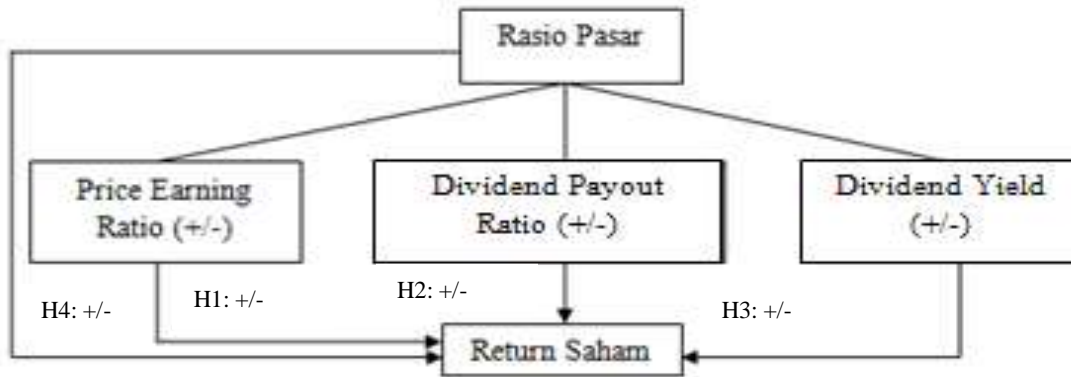 Rasio Pasar
Price Earning
Ratio (+/-)
Dividend Payout
Ratio (+/-)
Dividend Yield
(+/-)
H4: +/-
H1: +/-
H2: +/-
H3: +/-
Return Saham